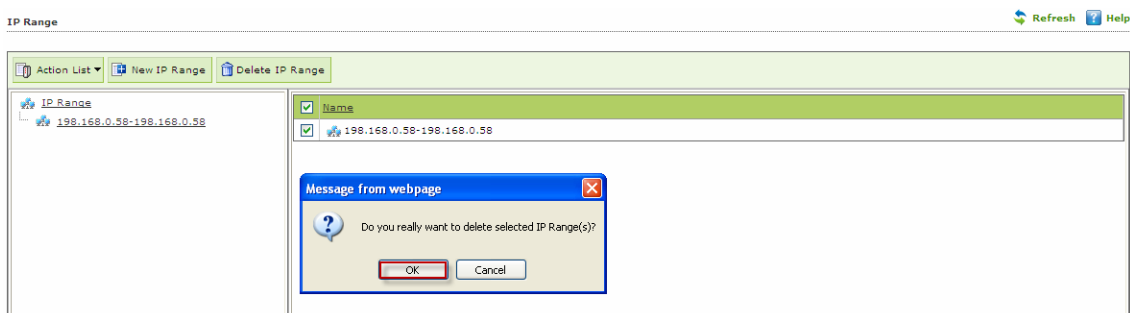 IP Range
Refresh Help
Action List New IP Range Delete IP Range
IP Range
198.168.0.58-198.168.0.58
Name
198.168.0.58-198.168.0.58
Message from webpage
Do you really want to delete selected IP Range(s)?
OK Cancel